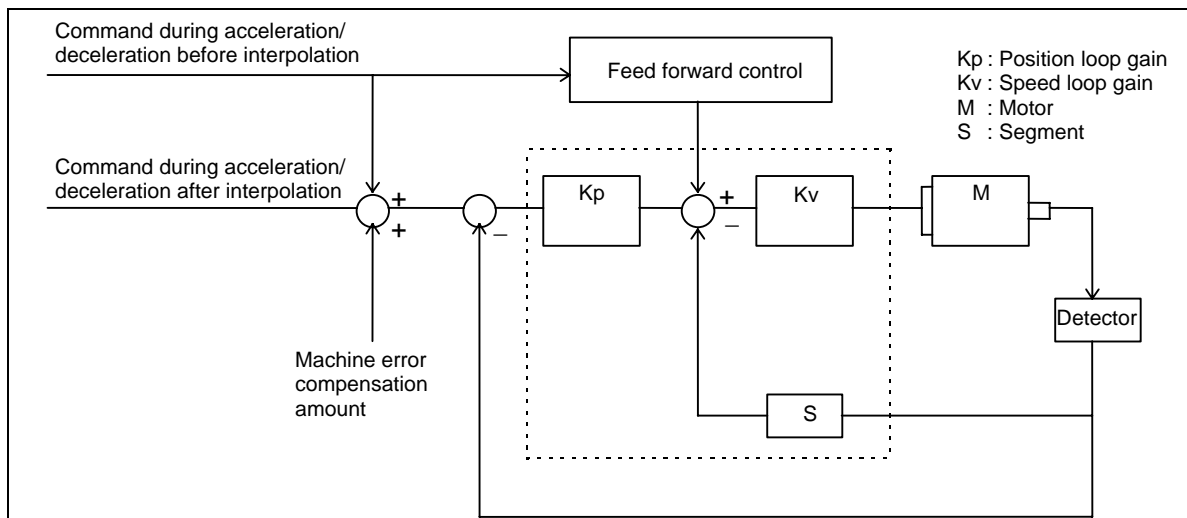 Command during acceleration/
deceleration before interpolation
Feed forward control
Kp : Position loop gain
Kv : Speed loop gain
M : Motor
S : Segment
Command during acceleration/
deceleration after interpolation
+
+
−
Kp
+
−
Kv
M
Detector
Machine error
compensation
amount
S